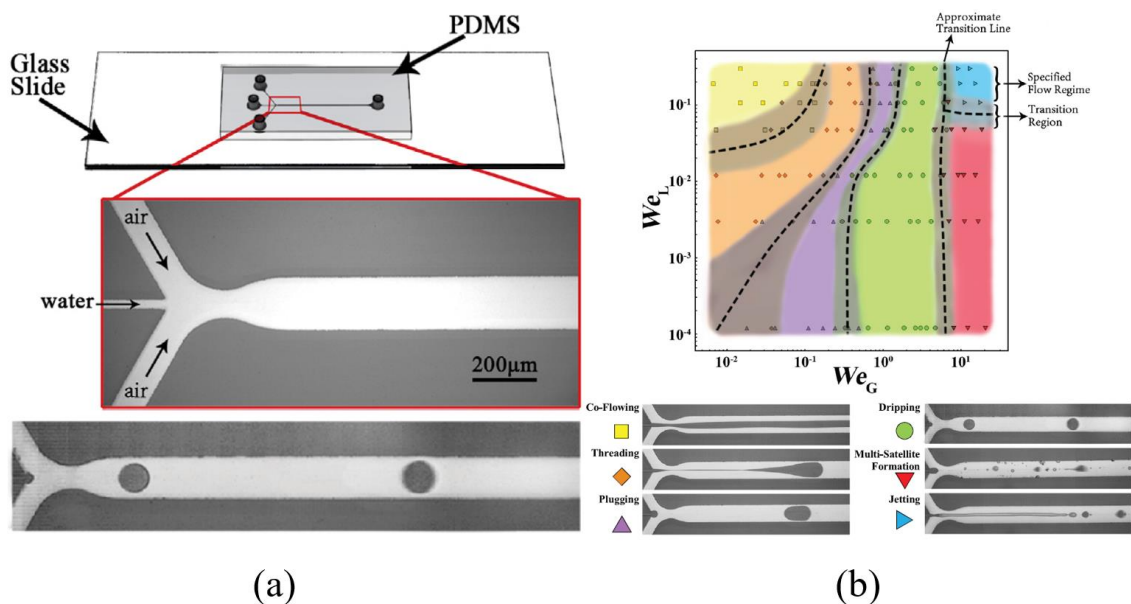 PDMS
Glass
Slide
air
water
air
200μm
(a)
Approximate
Transition Line
Specified
Flow Regime
Transition
Region
We_L
10^-1
10^-2
10^-3
10^-4
10^-2
10^-1
10^0
10^1
We_G
Co-Flowing
Threading
Plugging
Dripping
Multi-Satellite
Formation
Jetting
(b)